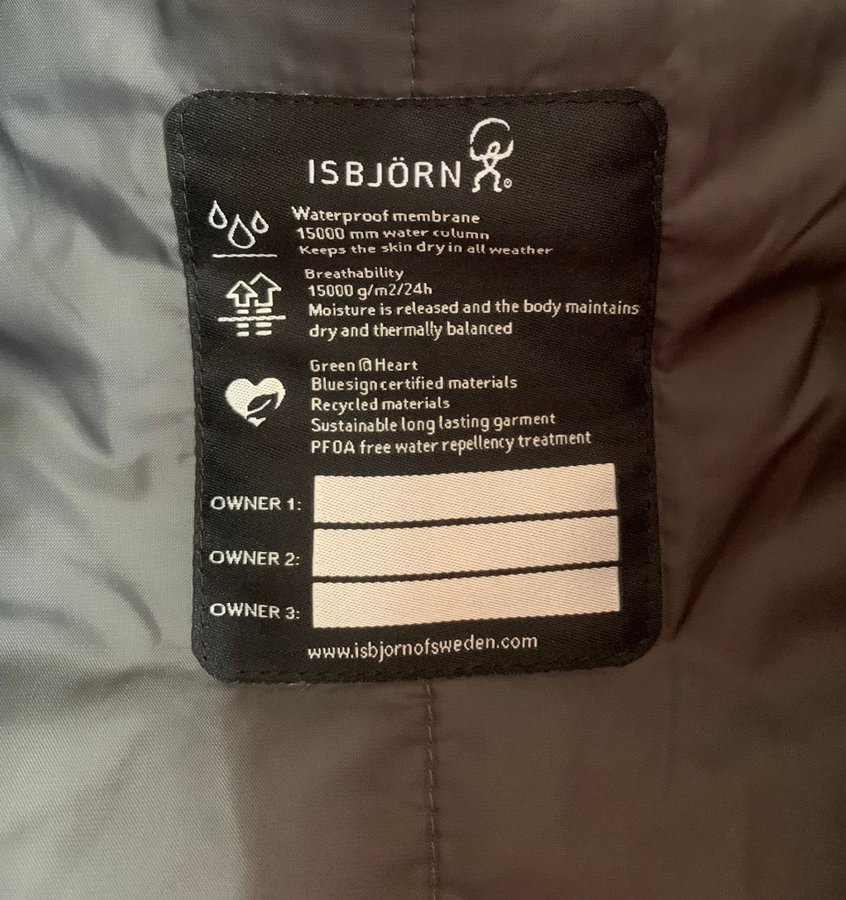 ISBJÖRN
Waterproof membrane
15000 mm water column
Keeps the skin dry in all weather
Breathability
15000 g/m2/24h
Moisture is released and the body maintains
dry and thermally balanced
Green @ Heart
Bluesign certified materials
Recycled materials
Sustainable long lasting garment
PFOA free water repellency treatment
OWNER 1:
OWNER 2:
OWNER 3:
www.isbjornofsweden.com